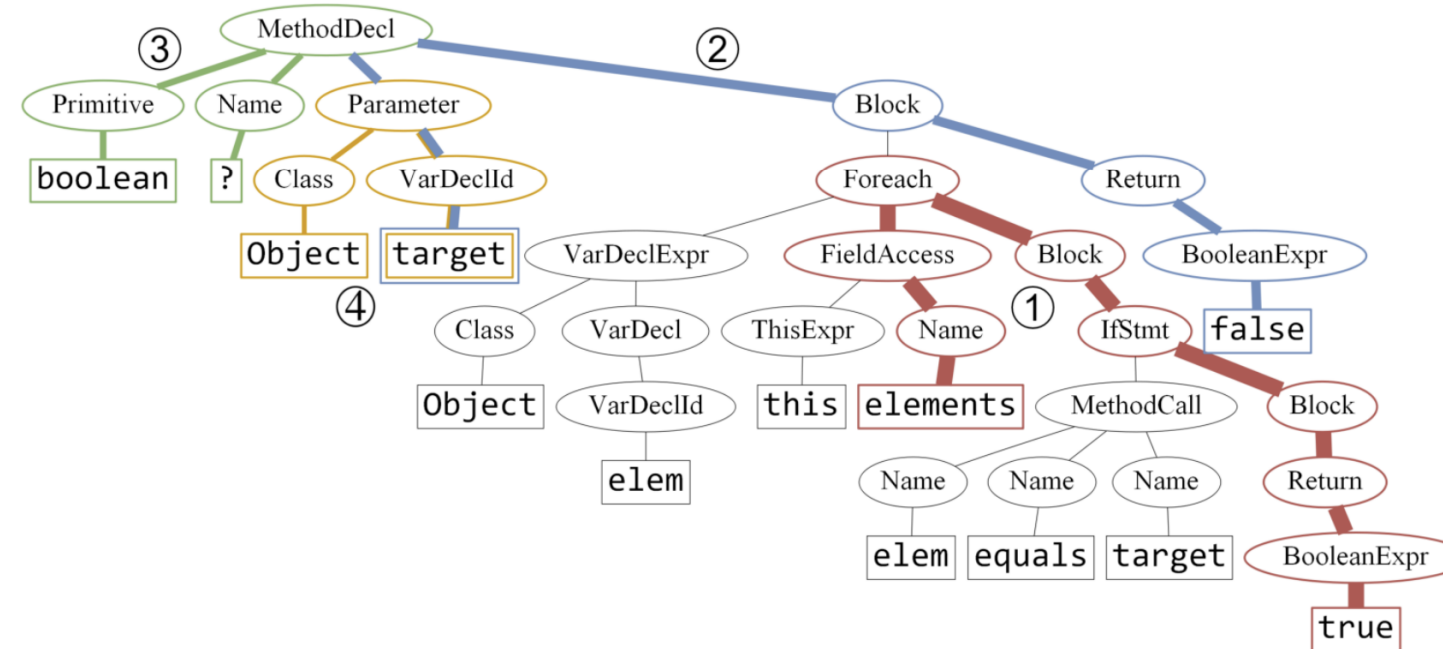 MethodDecl
③ ②
Primitive Name Parameter Block
boolean ? Class VarDeclId Foreach Return
Object target VarDeclExpr FieldAccess Block BooleanExpr
④ ①
Class VarDecl ThisExpr Name IfStmt false
Object VarDeclId this elements MethodCall Block
elem Name Name Name Return
elem equals target BooleanExpr
true